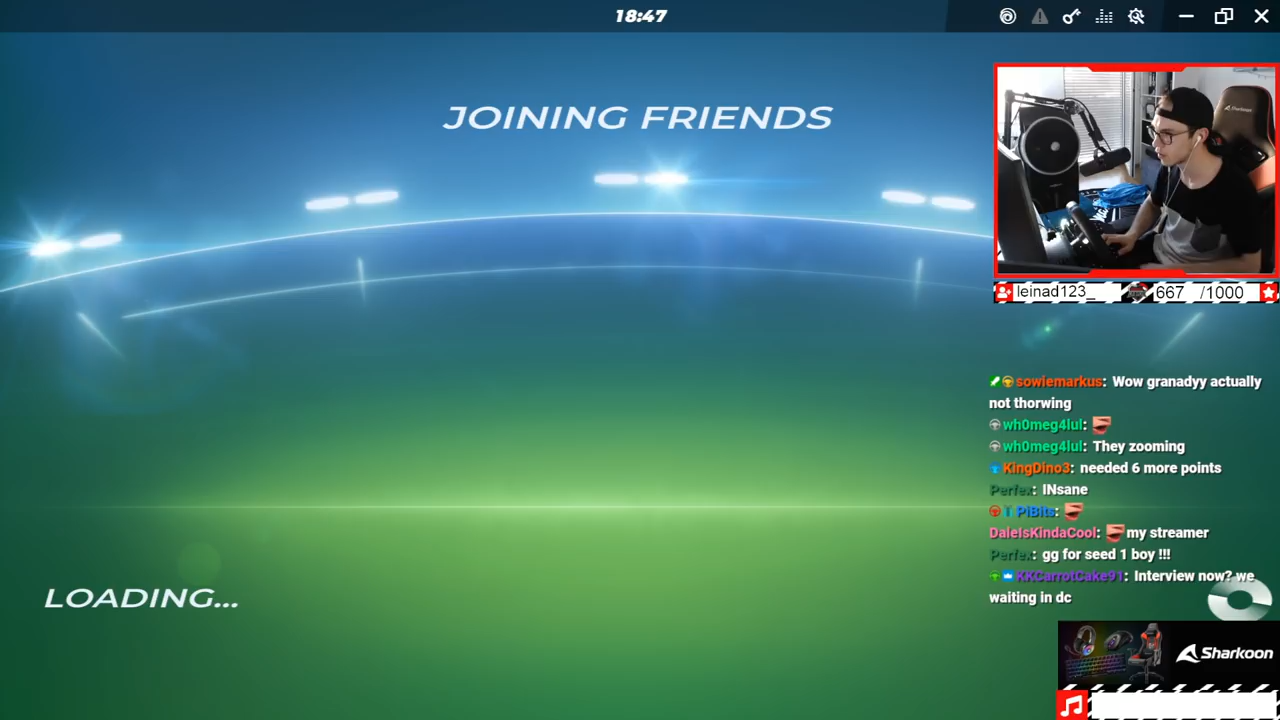 18:47
JOINING FRIENDS
Sharkoon
leinad123_
667 /1000
sowiemarkus: Wow granadyy actually
not thorwing
wh0meg4lul:
wh0meg4lul: They zooming
KingDino3: needed 6 more points
Perfex: INsane
PiBits:
DaleIsKindaCool: my streamer
Perfex: gg for seed 1 boy !!!
KKCarrotCake91: Interview now? we
waiting in dc
LOADING...
Sharkoon